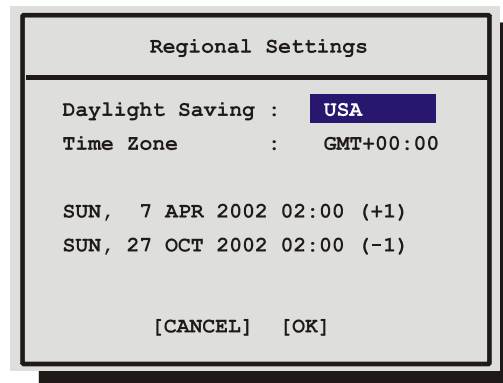 Regional Settings
Daylight Saving : USA
Time Zone : GMT+00:00
SUN, 7 APR 2002 02:00 (+1)
SUN, 27 OCT 2002 02:00 (-1)
[CANCEL] [OK]